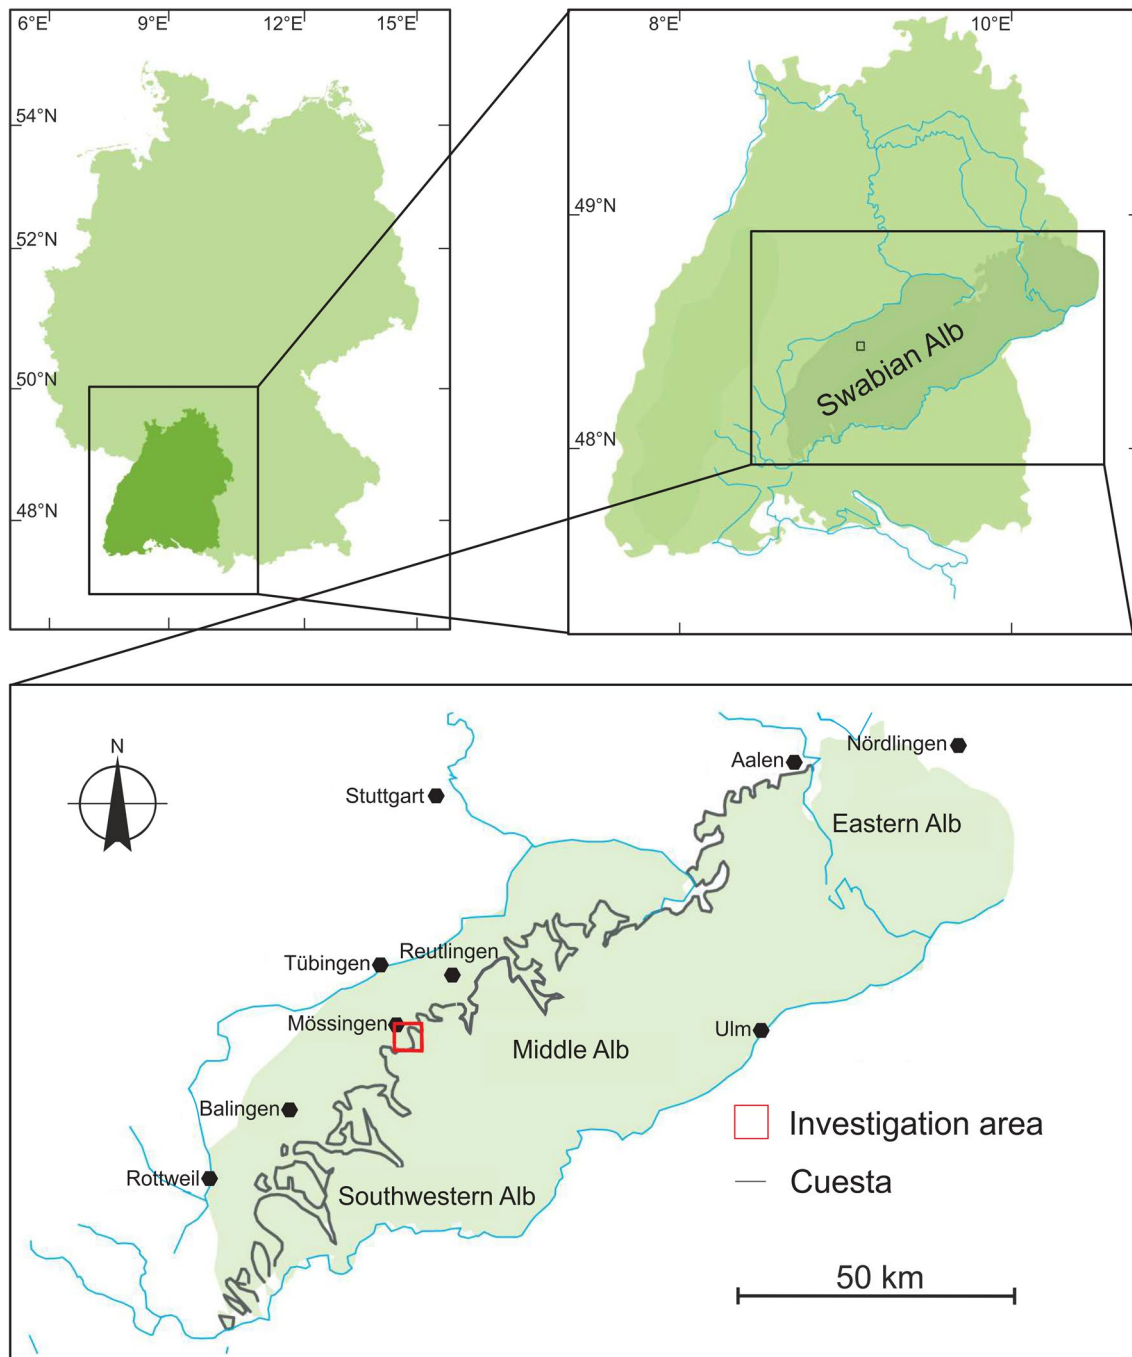 6°E 9°E 12°E 15°E
54°N
52°N
50°N
48°N
8°E 10°E
49°N
48°N
Swabian Alb
N
Stuttgart
Aalen
Nördlingen
Eastern Alb
Tübingen
Reutlingen
Mössingen
Ulm
Middle Alb
Balingen
Rottweil
Southwestern Alb
Investigation area
Cuesta
50 km